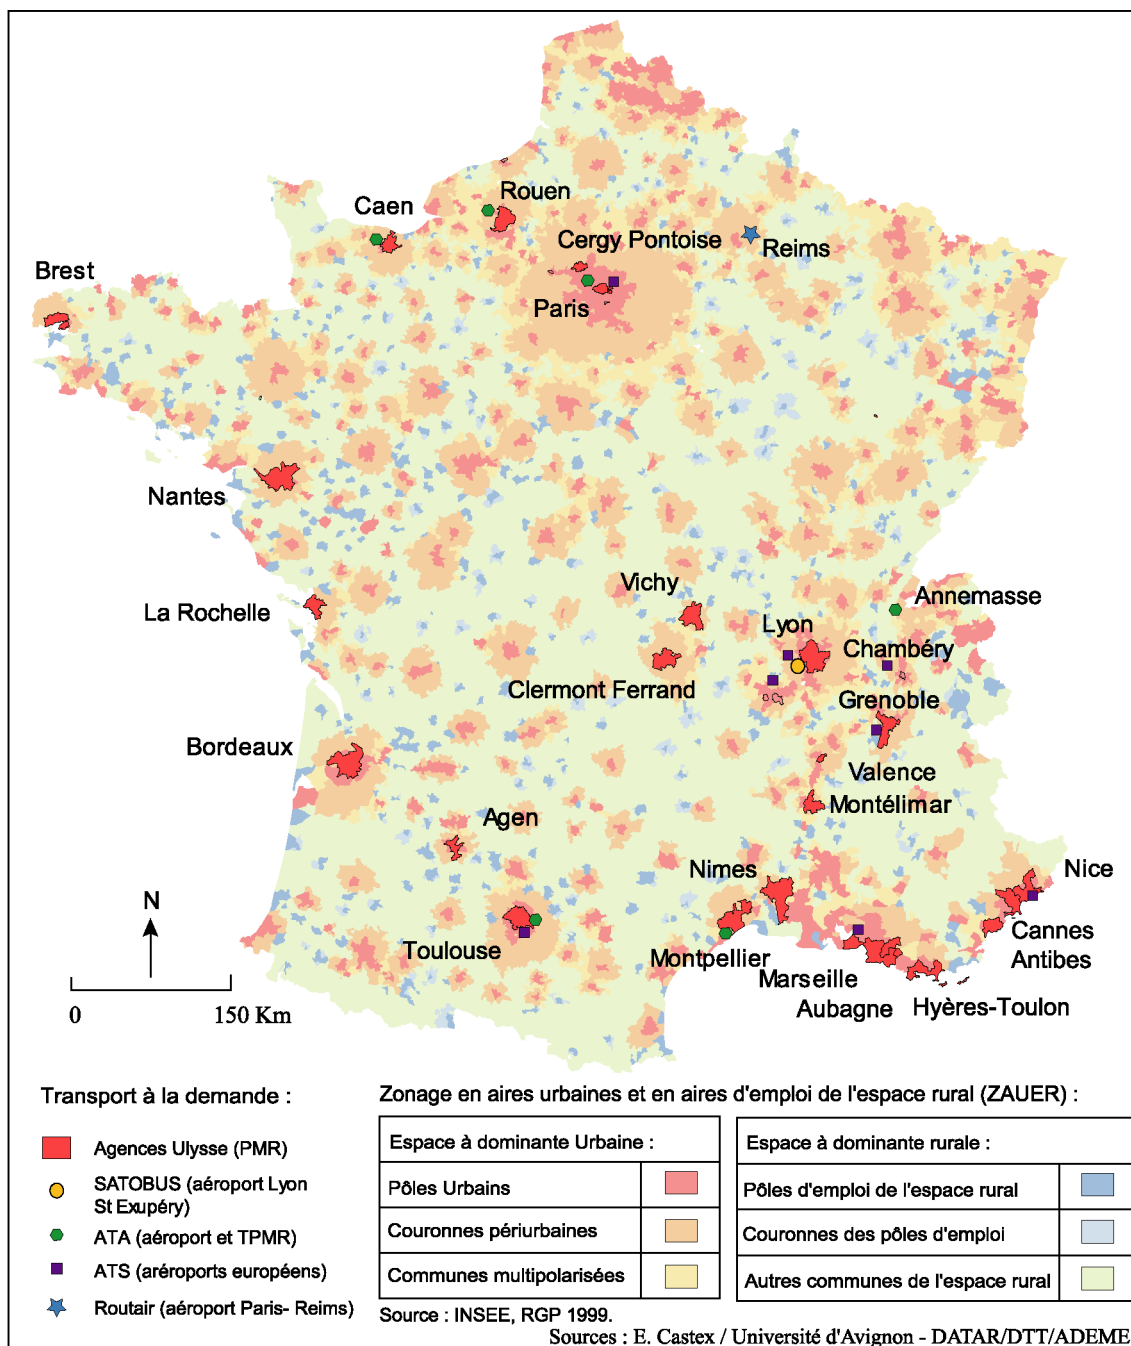 Rouen
Caen
Cergy Pontoise
Reims
Brest
Paris
Nantes
Vichy
Annemasse
La Rochelle
Lyon
Chambéry
Clermont Ferrand
Grenoble
Bordeaux
Valence
Montélimar
Agen
Nimes
Nice
N
Toulouse
Montpellier
Cannes
Antibes
Marseille
Aubagne
Hyères-Toulon
0 150 Km
Transport à la demande :
Agences Ulysse (PMR)
SATOBUS (aéroport Lyon
St Exupéry)
ATA (aéroport et TPMR)
ATS (aréroports européens)
Routair (aéroport Paris- Reims)
Zonage en aires urbaines et en aires d'emploi de l'espace rural (ZAUER) :
Espace à dominante Urbaine :
Pôles Urbains
Couronnes périurbaines
Communes multipolarisées
Espace à dominante rurale :
Pôles d'emploi de l'espace rural
Couronnes des pôles d'emploi
Autres communes de l'espace rural
Source : INSEE, RGP 1999.
Sources : E. Castex / Université d'Avignon - DATAR/DTT/ADEME